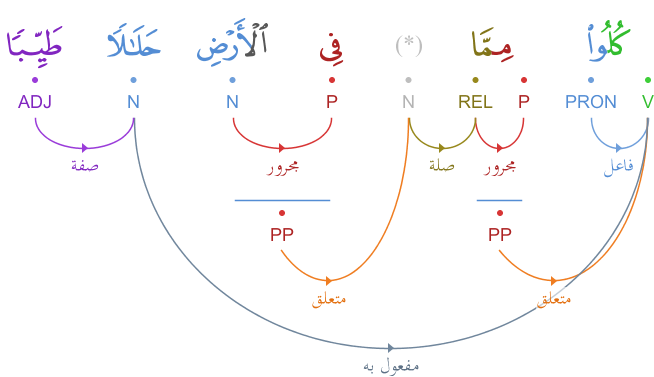 كُلُوا۟ مِمَّا (*) فِى ٱلْأَرْضِ حَلَـٰلًا طَيِّبًا
V PRON P REL N P N N ADJ
فاعل مجرور صلة مجرور صفة
PP PP
متعلق متعلق
مفعول به